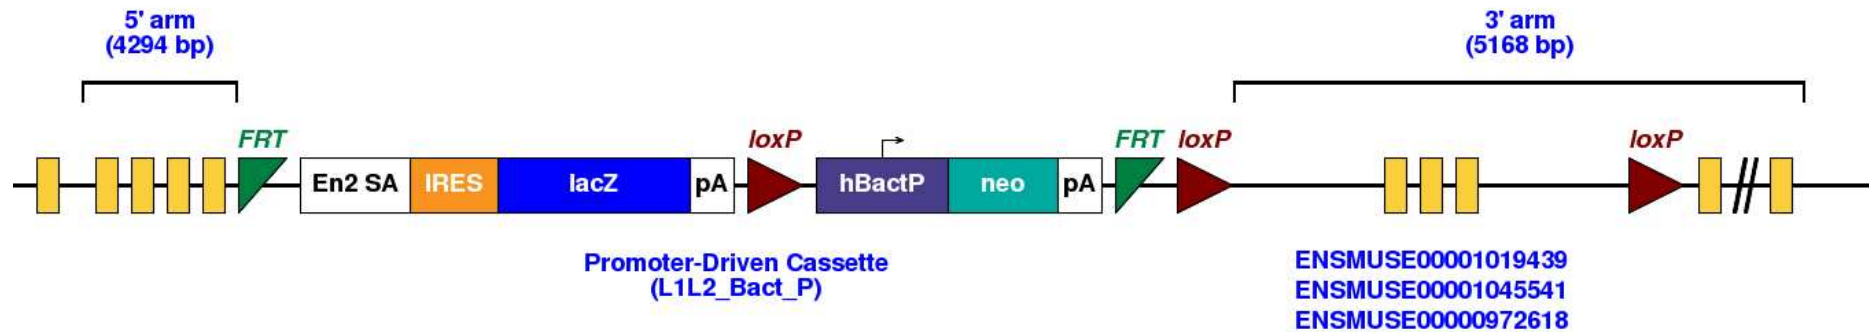 5' arm
(4294 bp)
3' arm
(5168 bp)
FRT
loxP
FRT
loxP
loxP
En2 SA
IRES
lacZ
pA
hBactP
neo
pA
Promoter-Driven Cassette
(L1L2_Bact_P)
ENSMUSE00001019439
ENSMUSE00001045541
ENSMUSE00000972618